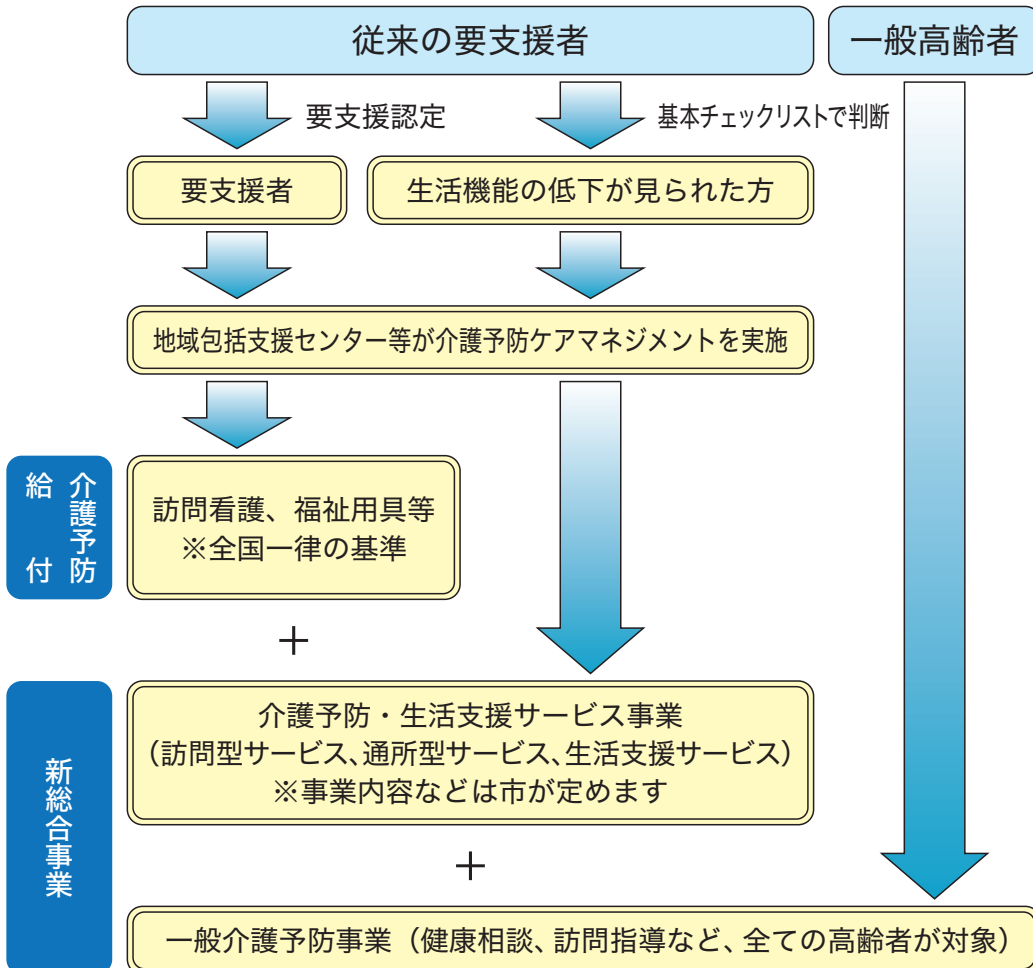 従来の要支援者
一般高齢者
要支援認定
基本チェックリストで判断
要支援者
生活機能の低下が見られた方
地域包括支援センター等が介護予防ケアマネジメントを実施
介護予防
給付
訪問看護、福祉用具等
※全国一律の基準
＋
新総合事業
介護予防・生活支援サービス事業
（訪問型サービス、通所型サービス、生活支援サービス）
※事業内容などは市が定めます
＋
一般介護予防事業（健康相談、訪問指導など、全ての高齢者が対象）